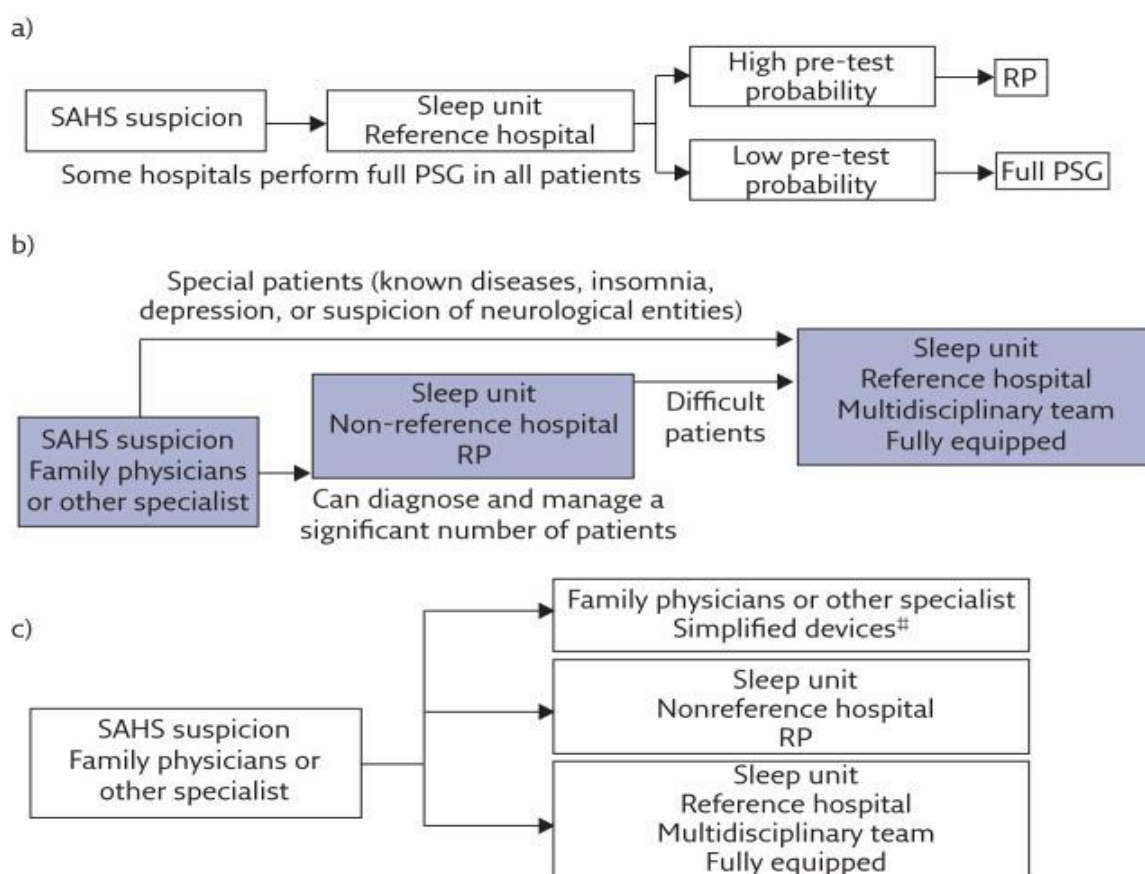 a)
SAHS suspicion
Sleep unit
Reference hospital
High pre-test
probability
RP
Low pre-test
probability
Full PSG
Some hospitals perform full PSG in all patients
b)
Special patients (known diseases, insomnia,
depression, or suspicion of neurological entities)
SAHS suspicion
Family physicians
or other specialist
Sleep unit
Non-reference hospital
RP
Can diagnose and manage a
significant number of patients
Difficult
patients
Sleep unit
Reference hospital
Multidisciplinary team
Fully equipped
c)
SAHS suspicion
Family physicians or
other specialist
Family physicians or other specialist
Simplified devices#
Sleep unit
Nonreference hospital
RP
Sleep unit
Reference hospital
Multidisciplinary team
Fully equipped